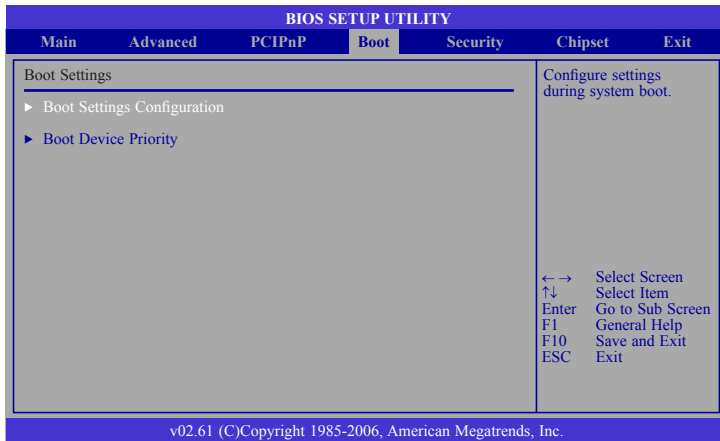 BIOS SETUP UTILITY
Main Advanced PCIPnP Boot Security Chipset Exit
Boot Settings
► Boot Settings Configuration
► Boot Device Priority
Configure settings
during system boot.
←→ Select Screen
↑↓ Select Item
Enter Go to Sub Screen
F1 General Help
F10 Save and Exit
ESC Exit
v02.61 (C)Copyright 1985-2006, American Megatrends, Inc.